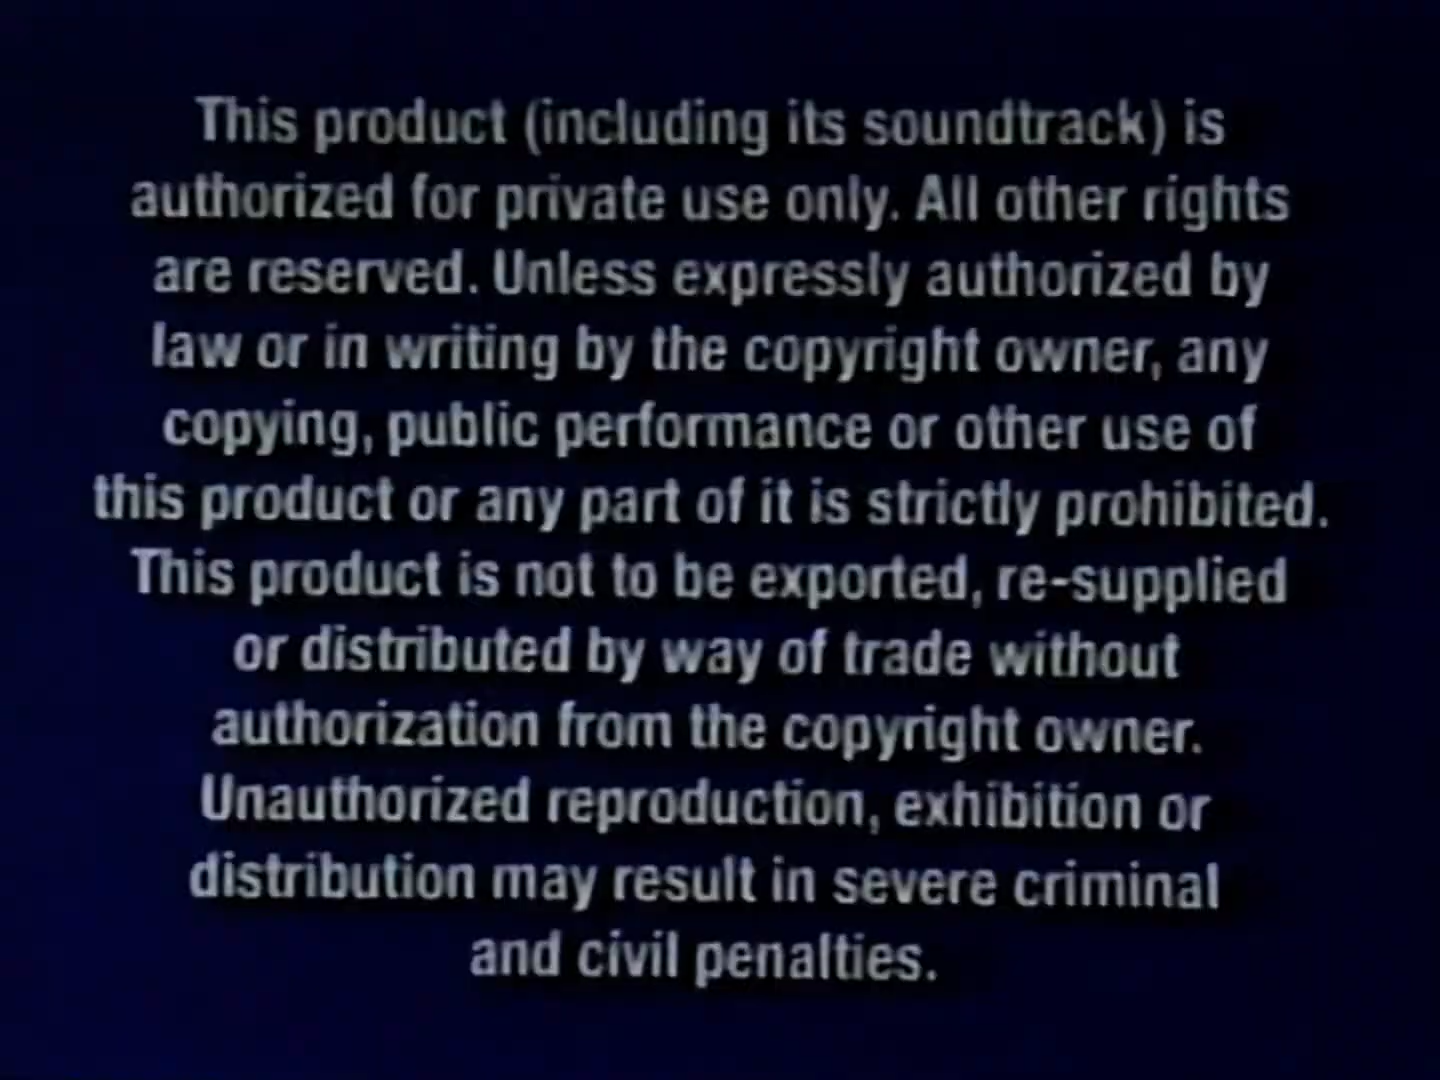 This product (including its soundtrack) is
authorized for private use only. All other rights
are reserved. Unless expressly authorized by
law or in writing by the copyright owner, any
copying, public performance or other use of
this product or any part of it is strictly prohibited.
This product is not to be exported, re-supplied
or distributed by way of trade without
authorization from the copyright owner.
Unauthorized reproduction, exhibition or
distribution may result in severe criminal
and civil penalties.